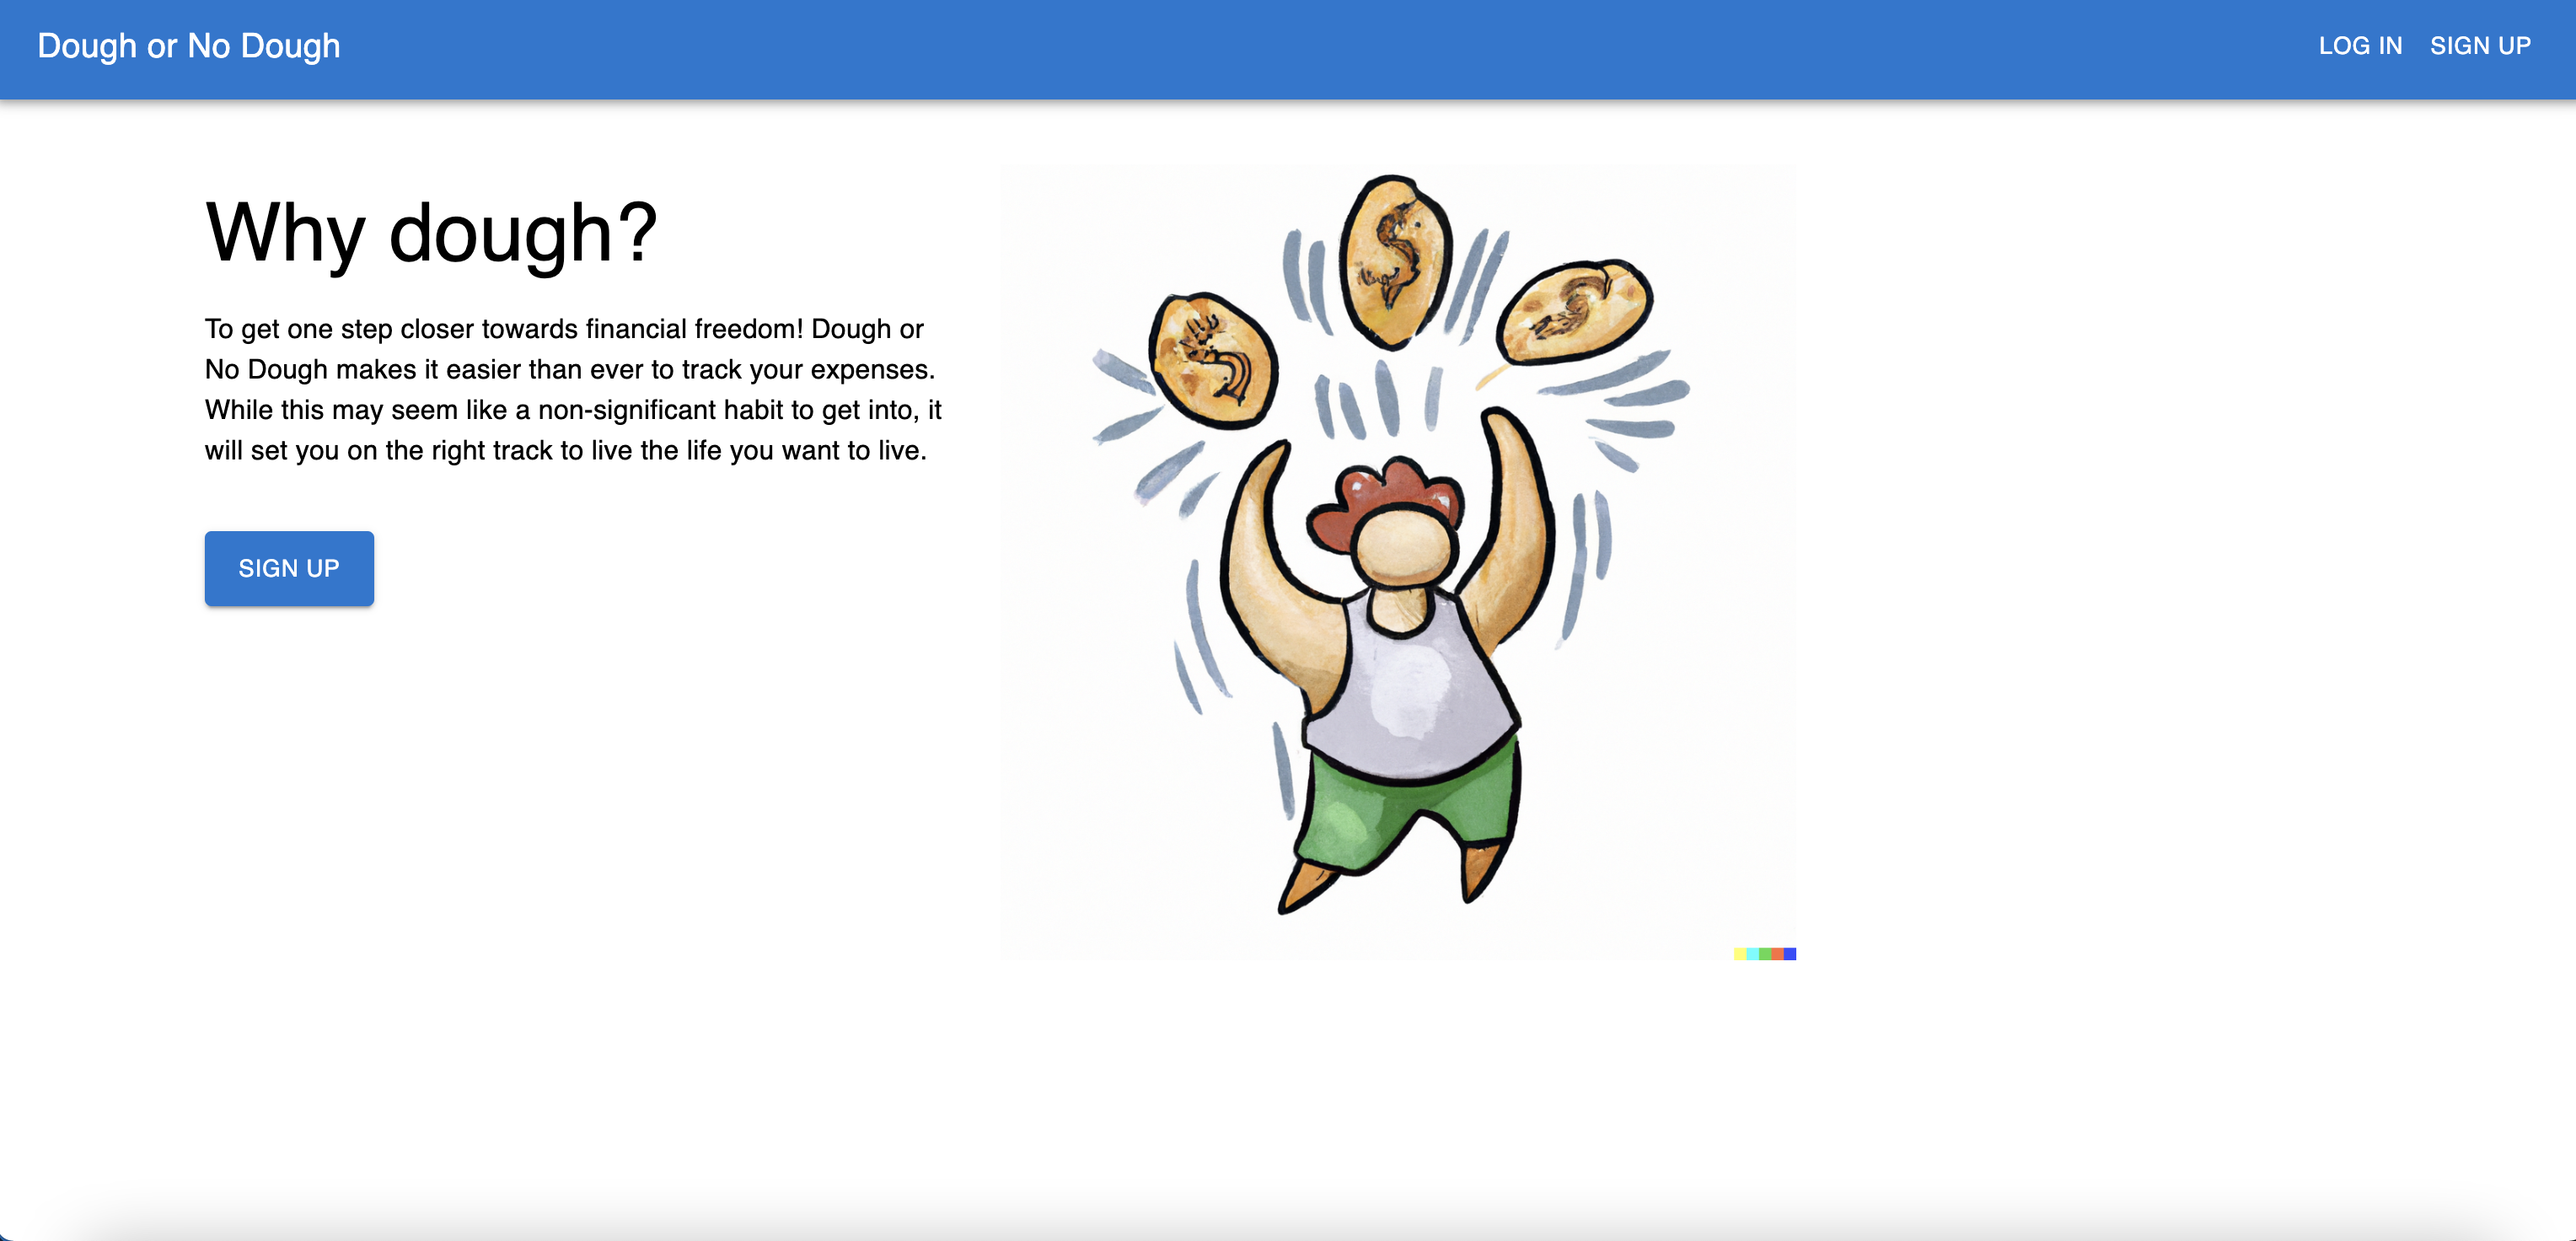 Dough or No Dough
LOG IN
SIGN UP
Why dough?
To get one step closer towards financial freedom! Dough or
No Dough makes it easier than ever to track your expenses.
While this may seem like a non-significant habit to get into, it
will set you on the right track to live the life you want to live.
SIGN UP